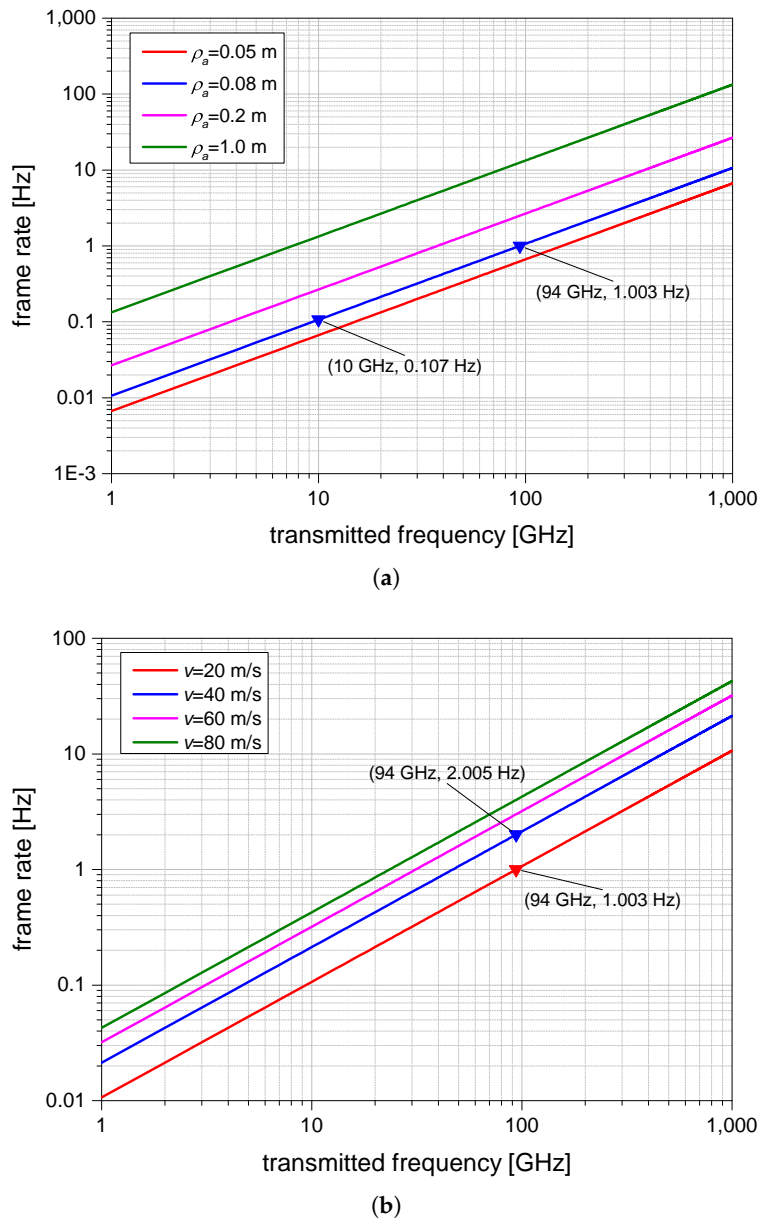 1,000
100
10
1
0.1
0.01
1E-3
frame rate [Hz]
ρa=0.05 m
ρa=0.08 m
ρa=0.2 m
ρa=1.0 m
(94 GHz, 1.003 Hz)
(10 GHz, 0.107 Hz)
1 10 100 1,000
transmitted frequency [GHz]
(a)
100
10
1
0.1
0.01
frame rate [Hz]
v=20 m/s
v=40 m/s
v=60 m/s
v=80 m/s
(94 GHz, 2.005 Hz)
(94 GHz, 1.003 Hz)
1 10 100 1,000
transmitted frequency [GHz]
(b)